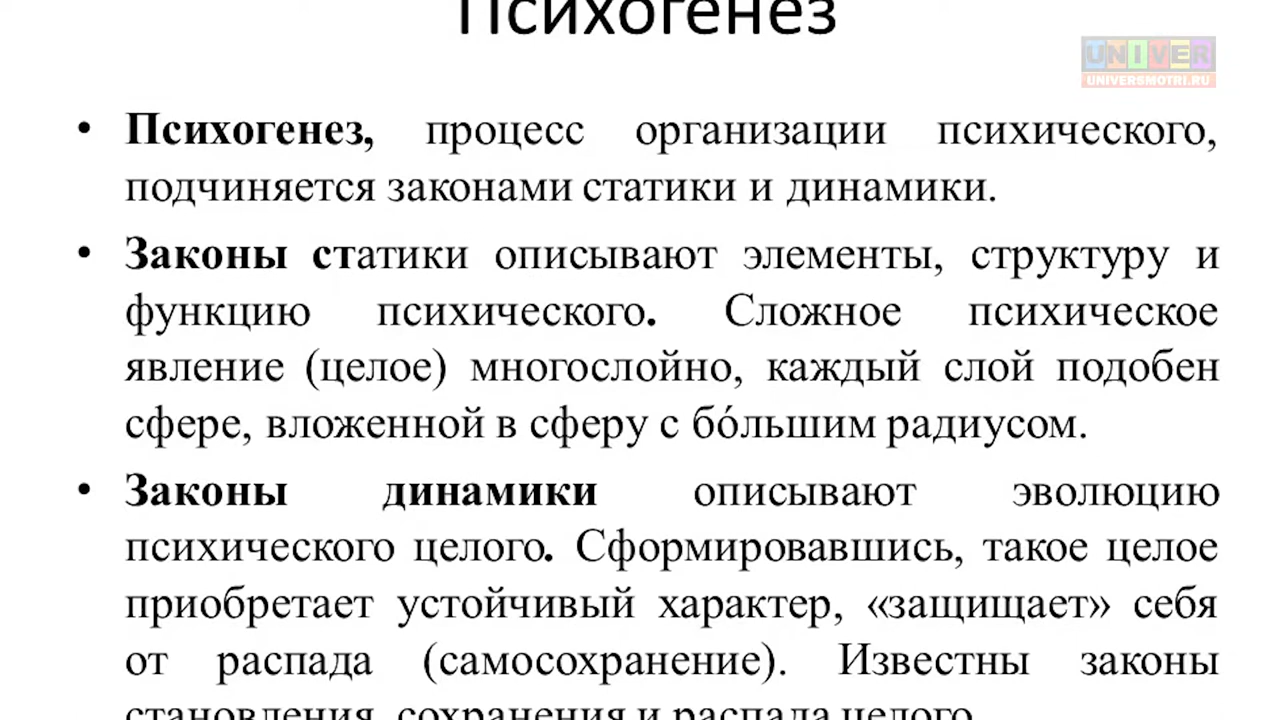 Психогенез
UNIVER
UNIVERSMOTRI.RU
• Психогенез, процесс организации психического,
подчиняется законами статики и динамики.
• Законы статики описывают элементы, структуру и
функцию психического. Сложное психическое
явление (целое) многослойно, каждый слой подобен
сфере, вложенной в сферу с бо́льшим радиусом.
• Законы динамики описывают эволюцию
психического целого. Сформировавшись, такое целое
приобретает устойчивый характер, «защищает» себя
от распада (самосохранение). Известны законы
становления, сохранения и распада целого.